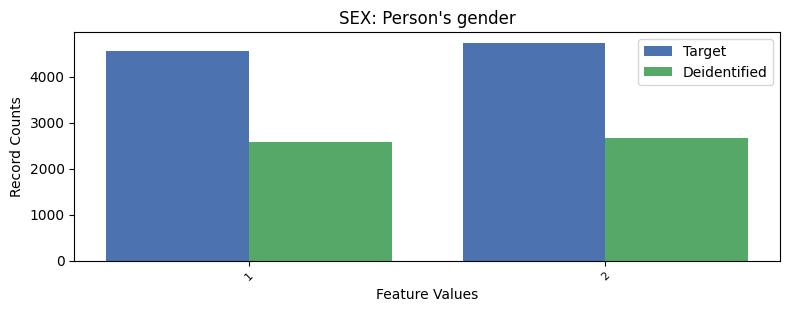 SEX: Person's gender
Target
Deidentified
Record Counts
4000
3000
2000
1000
0
1
2
Feature Values